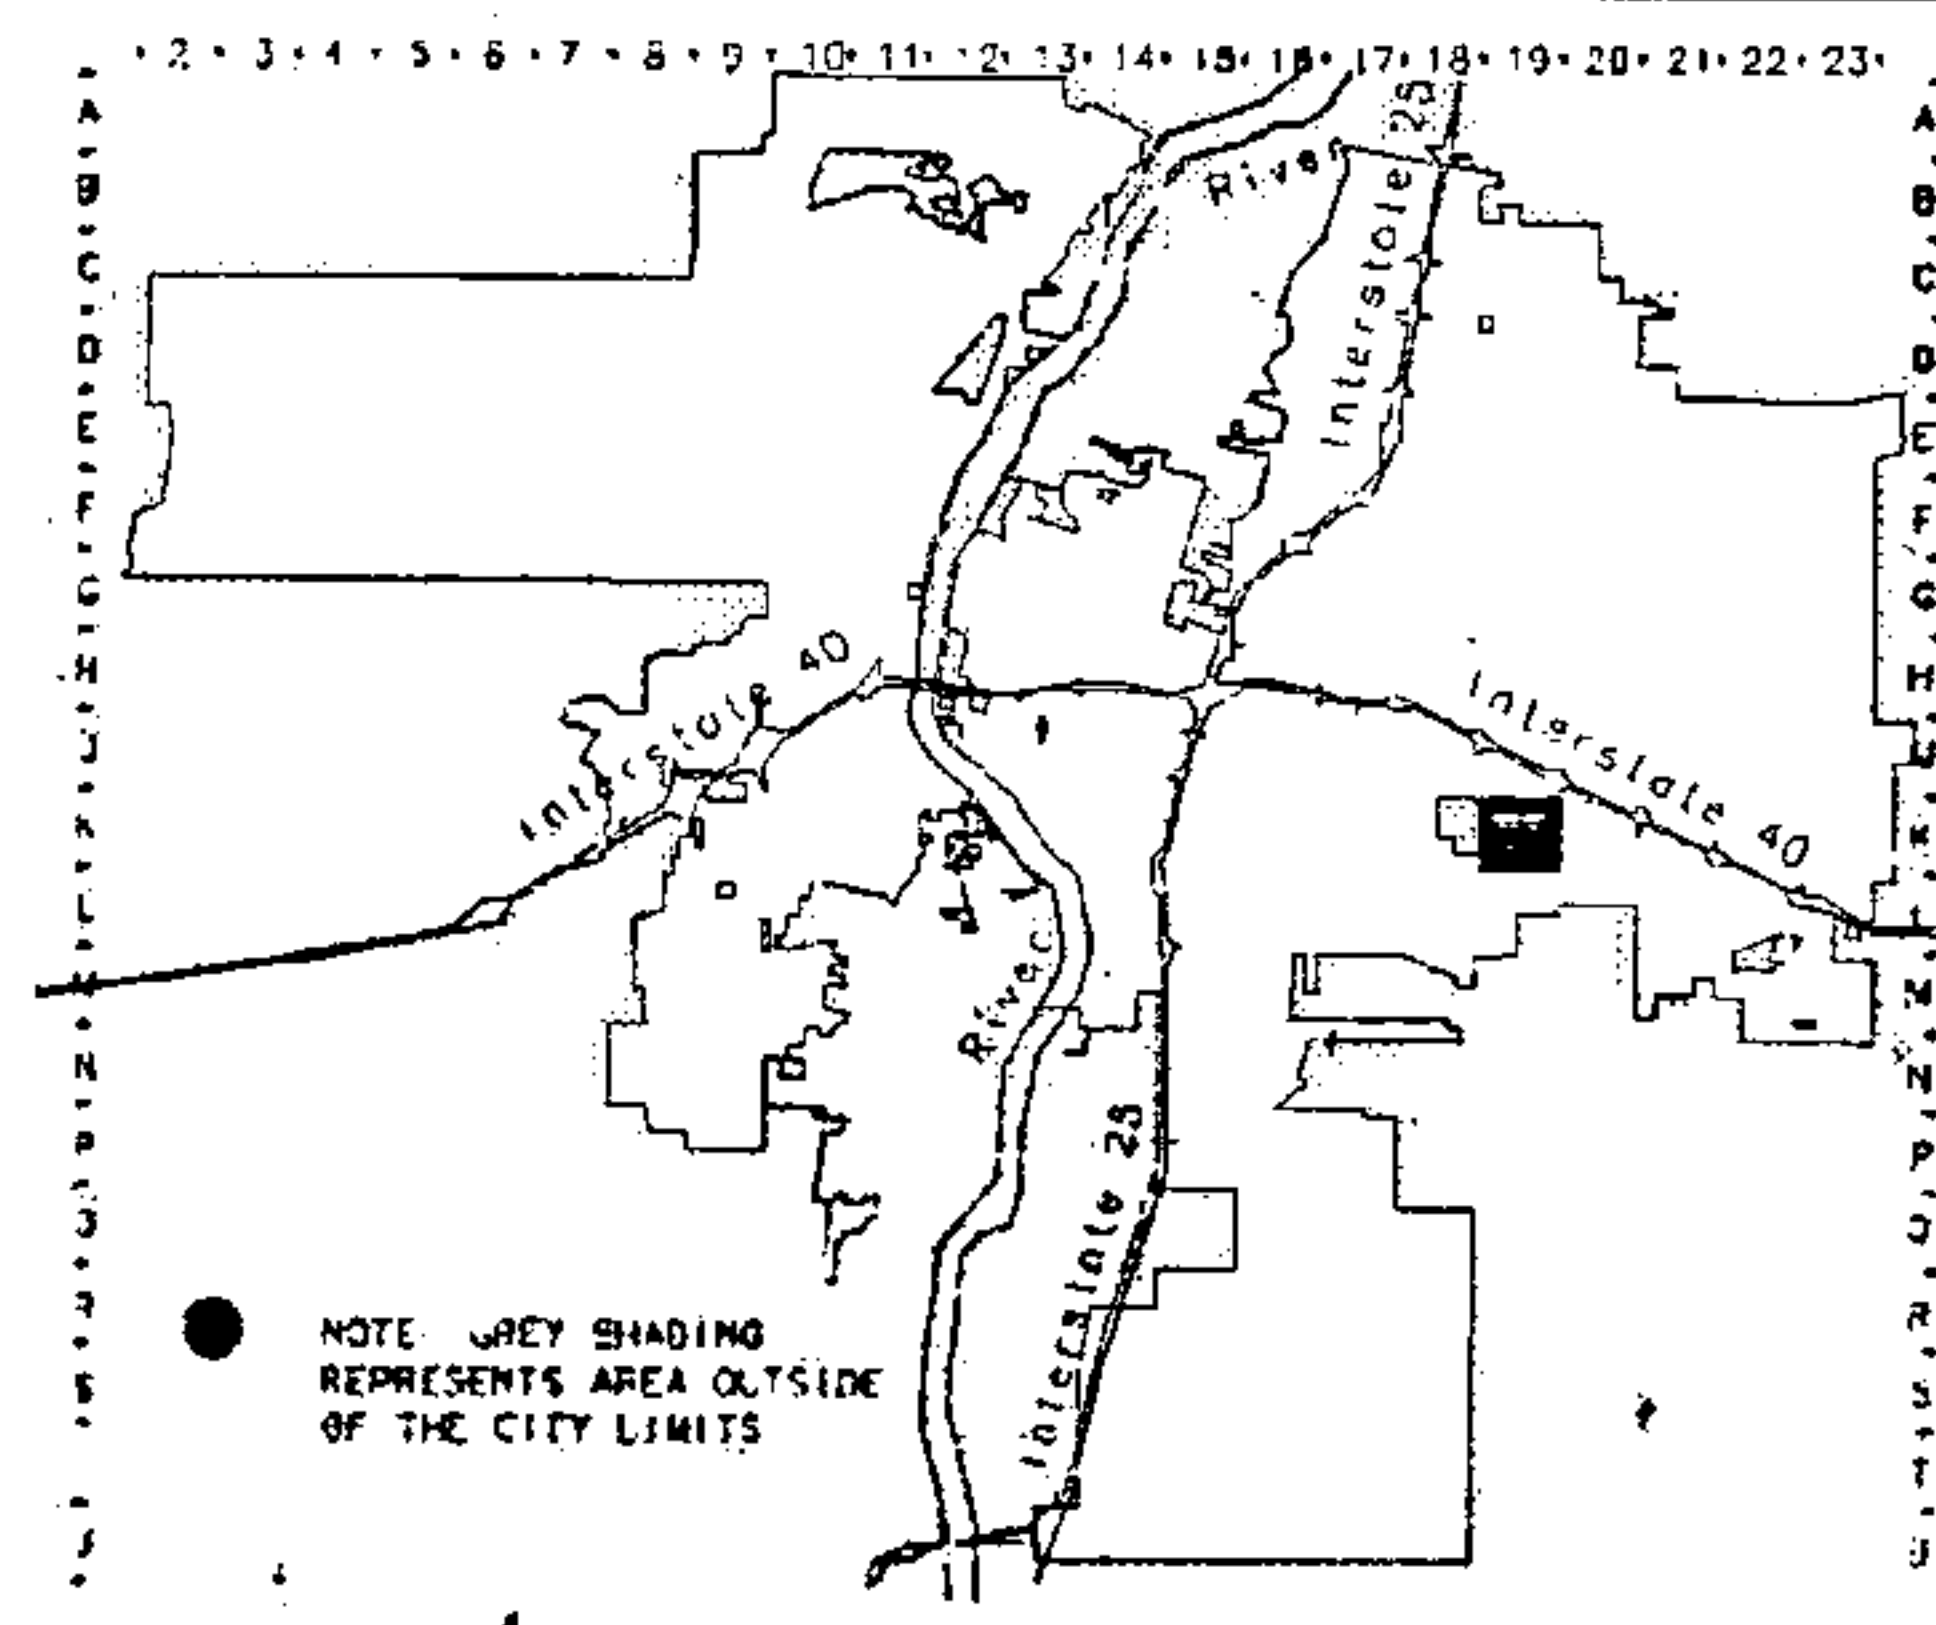 2 3 4 5 6 7 8 9 10 11 12 13 14 15 16 17 18 19 20 21 22 23
A A
B B
C C
D D
E E
F F
G G
H H
J J
K K
L L
M M
N N
P P
Q Q
R R
S S
T
J U
River
Interstate 25
Interstate 40
Interstate 40
River
Interstate 25
NOTE: GREY SHADING
REPRESENTS AREA OUTSIDE
OF THE CITY LIMITS